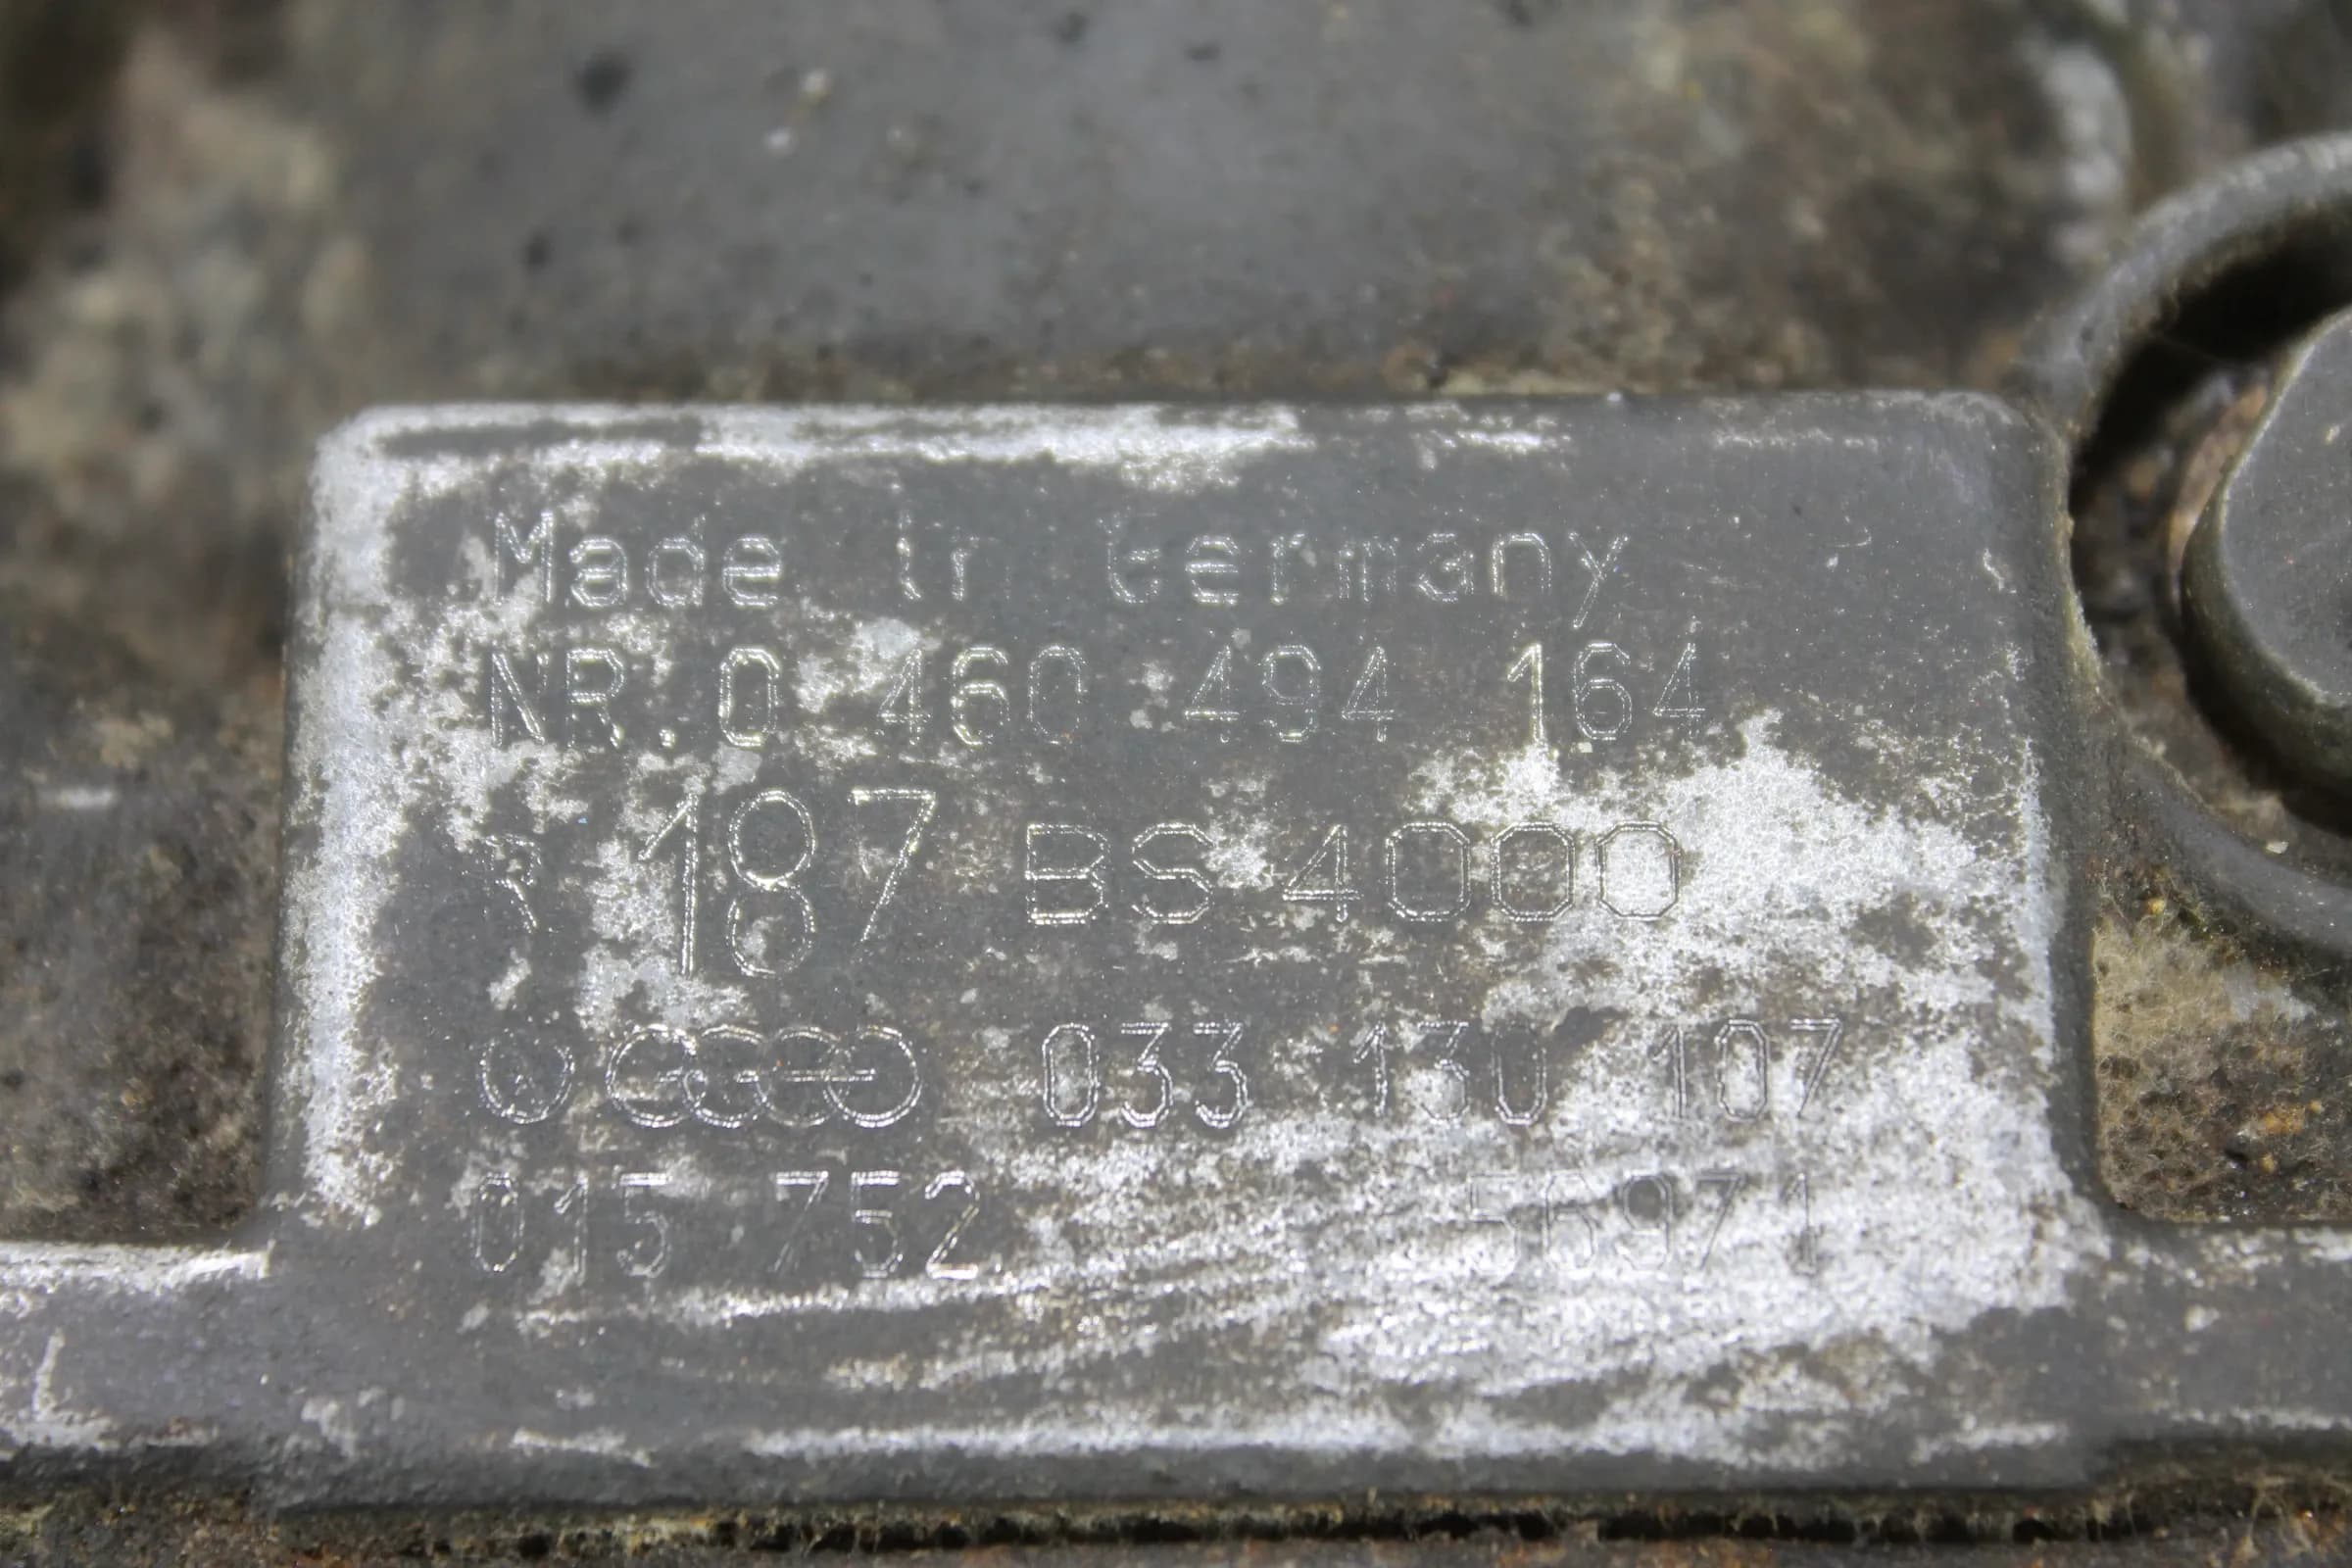 Made in Germany
NR.0 460 494 164
R 187 BS 4000
033 130 107
015 752 56971